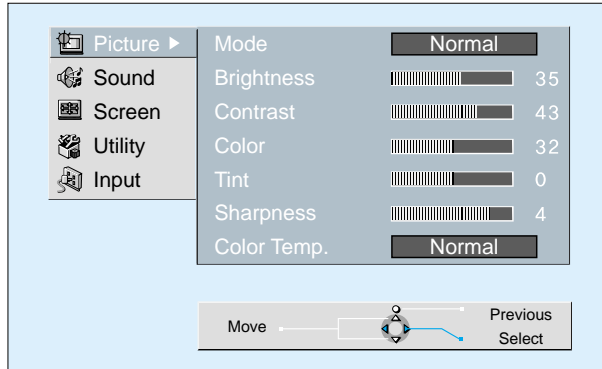 Picture
Sound
Screen
Utility
Input
Mode Normal
Brightness 35
Contrast 43
Color 32
Tint 0
Sharpness 4
Color Temp. Normal
Move
Previous
Select